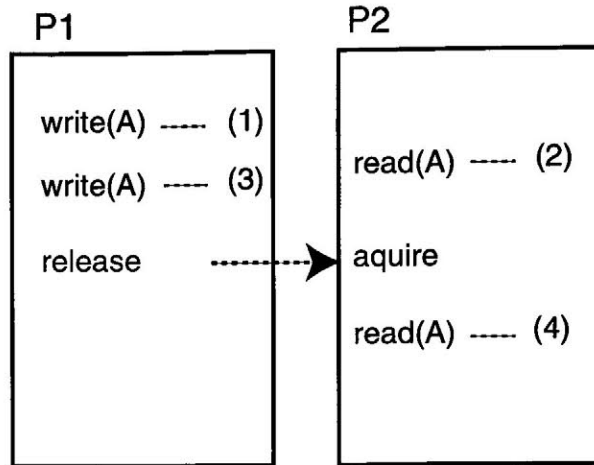 P1
write(A) ----- (1)
write(A) ----- (3)
release
P2
read(A) ----- (2)
aquire
read(A) ----- (4)